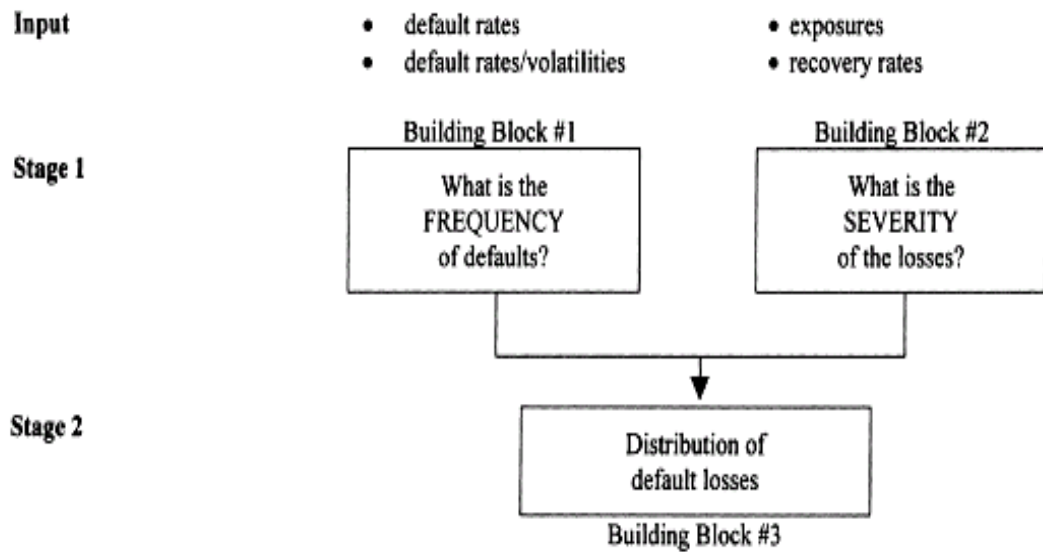 Input
• default rates
• default rates/volatilities
• exposures
• recovery rates
Stage 1
Building Block #1
What is the
FREQUENCY
of defaults?
Building Block #2
What is the
SEVERITY
of the losses?
Stage 2
Distribution of
default losses
Building Block #3